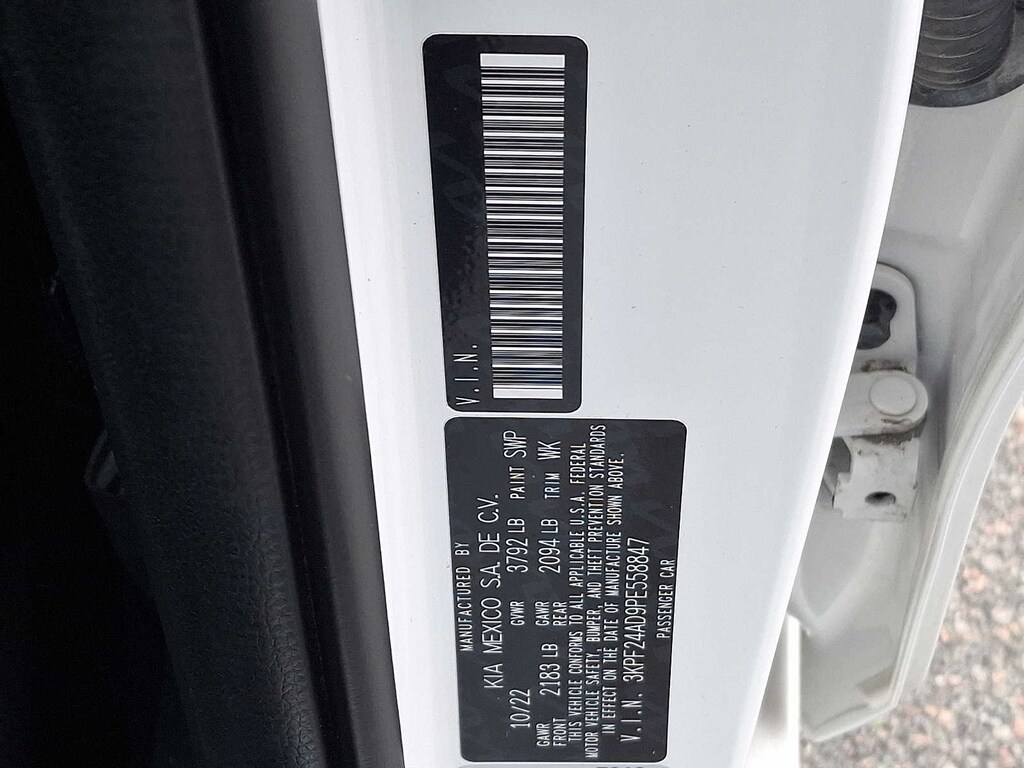 MANUFACTURED BY
KIA MEXICO S.A. DE C.V.
10/22 GVWR 3792 LB PAINT SWP
GAWR FRONT 2183 LB GAWR REAR 2094 LB TRIM WK
THIS VEHICLE CONFORMS TO ALL APPLICABLE U.S.A. FEDERAL
MOTOR VEHICLE SAFETY, BUMPER, AND THEFT PREVENTION STANDARDS
IN EFFECT ON THE DATE OF MANUFACTURE SHOWN ABOVE.
V.I.N. 3KPF24AD9PE558847
PASSENGER CAR
V.I.N.